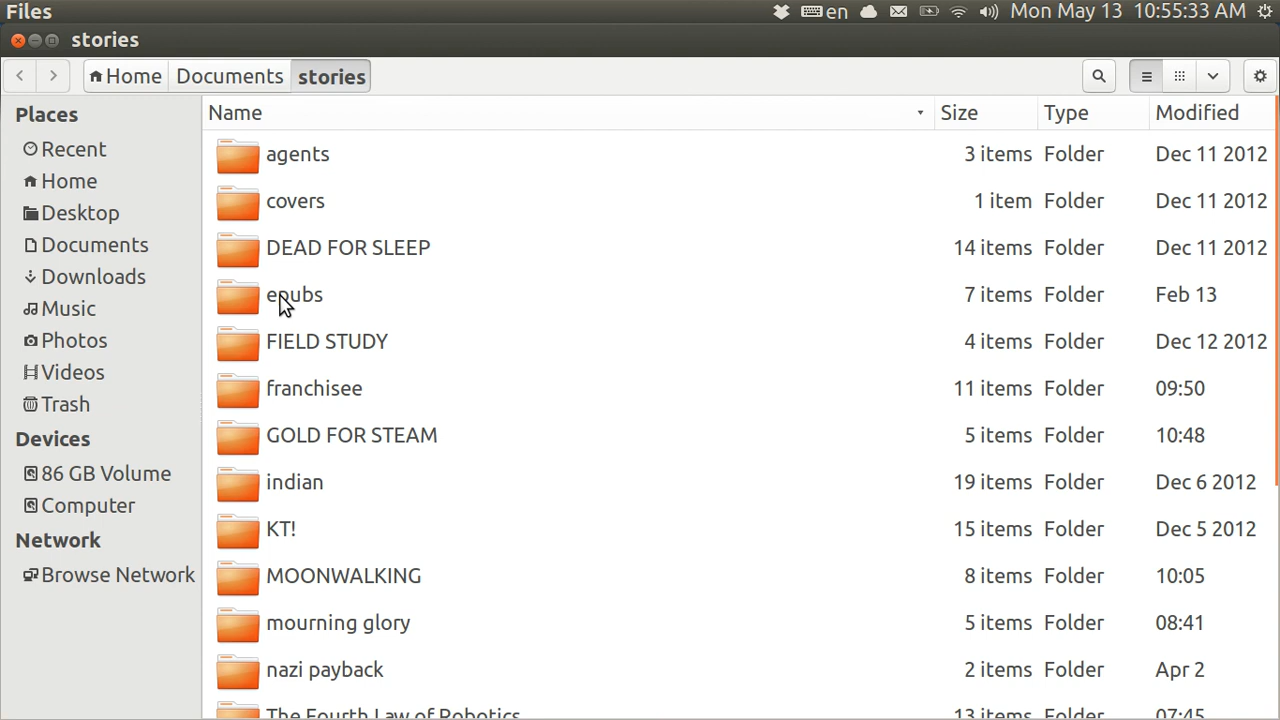 Files en Mon May 13 10:55:33 AM
stories
Home Documents stories
Places
Recent
Home
Desktop
Documents
Downloads
Music
Photos
Videos
Trash
Devices
86 GB Volume
Computer
Network
Browse Network
Name Size Type Modified
agents 3 items Folder Dec 11 2012
covers 1 item Folder Dec 11 2012
DEAD FOR SLEEP 14 items Folder Dec 11 2012
epubs 7 items Folder Feb 13
FIELD STUDY 4 items Folder Dec 12 2012
franchisee 11 items Folder 09:50
GOLD FOR STEAM 5 items Folder 10:48
indian 19 items Folder Dec 6 2012
KT! 15 items Folder Dec 5 2012
MOONWALKING 8 items Folder 10:05
mourning glory 5 items Folder 08:41
nazi payback 2 items Folder Apr 2
The Fourth Law of Robotics 13 items Folder 07:45